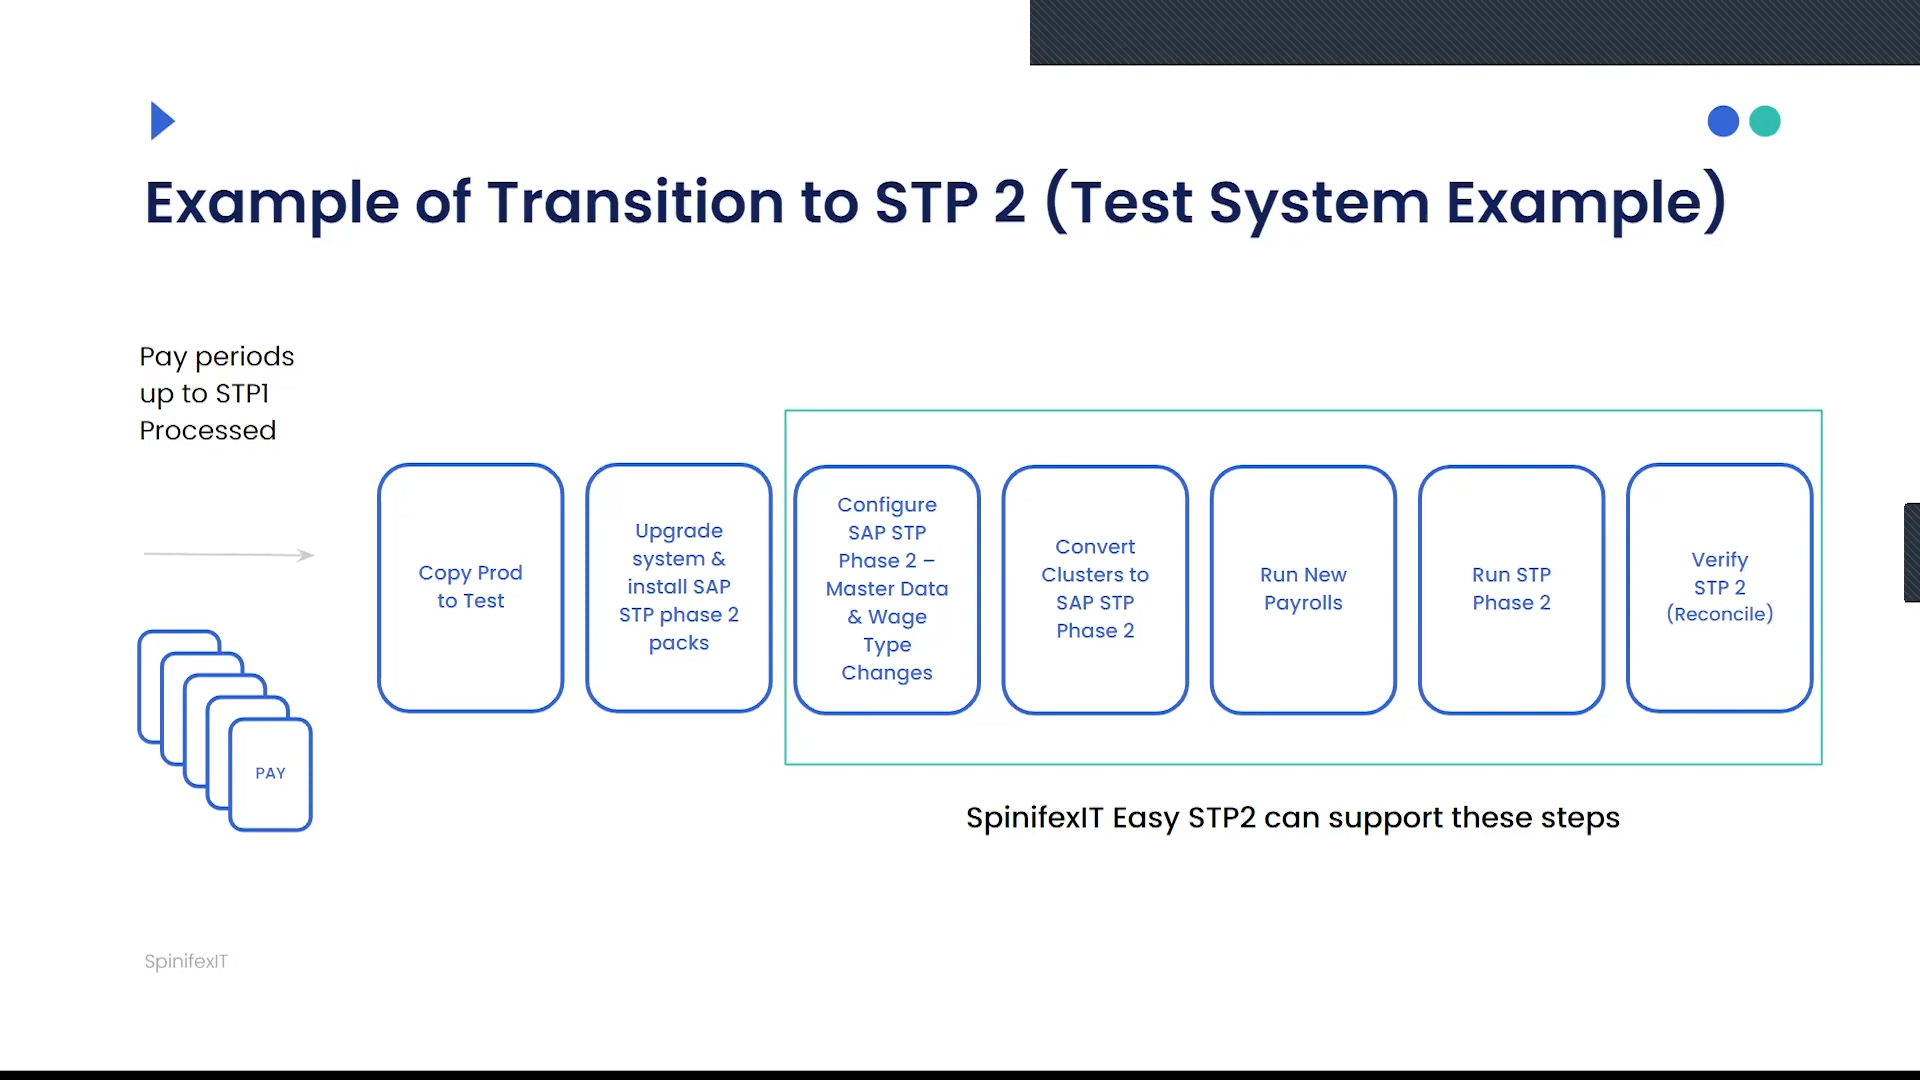 Example of Transition to STP 2 (Test System Example)
Pay periods
up to STP1
Processed
PAY
Copy Prod
to Test
Upgrade
system &
install SAP
STP phase 2
packs
Configure
SAP STP
Phase 2 –
Master Data
& Wage
Type
Changes
Convert
Clusters to
SAP STP
Phase 2
Run New
Payrolls
Run STP
Phase 2
Verify
STP 2
(Reconcile)
SpinifexIT Easy STP2 can support these steps
SpinifexIT